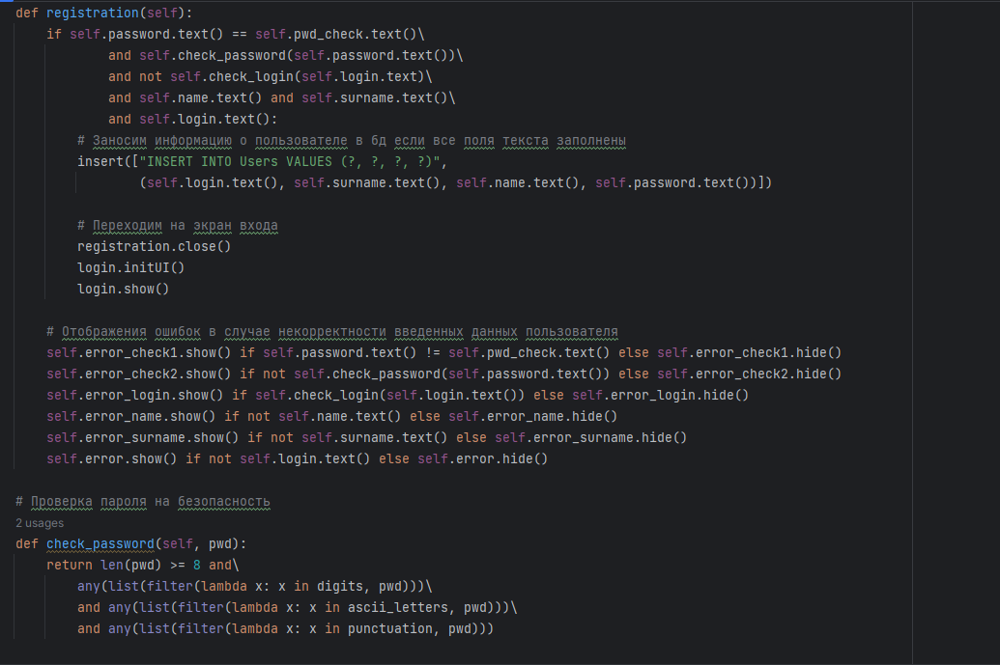 def registration(self):
    if self.password.text() == self.pwd_check.text()\
            and self.check_password(self.password.text())\
            and not self.check_login(self.login.text)\
            and self.name.text() and self.surname.text()\
            and self.login.text():
        # Заносим информацию о пользователе в бд если все поля текста заполнены
        insert(["INSERT INTO Users VALUES (?, ?, ?, ?)",
                (self.login.text(), self.surname.text(), self.name.text(), self.password.text())])

        # Переходим на экран входа
        registration.close()
        login.initUI()
        login.show()

    # Отображения ошибок в случае некорректности введенных данных пользователя
    self.error_check1.show() if self.password.text() != self.pwd_check.text() else self.error_check1.hide()
    self.error_check2.show() if not self.check_password(self.password.text()) else self.error_check2.hide()
    self.error_login.show() if self.check_login(self.login.text()) else self.error_login.hide()
    self.error_name.show() if not self.name.text() else self.error_name.hide()
    self.error_surname.show() if not self.surname.text() else self.error_surname.hide()
    self.error.show() if not self.login.text() else self.error.hide()

# Проверка пароля на безопасность
2 usages
def check_password(self, pwd):
    return len(pwd) >= 8 and\
        any(list(filter(lambda x: x in digits, pwd)))\
        and any(list(filter(lambda x: x in ascii_letters, pwd)))\
        and any(list(filter(lambda x: x in punctuation, pwd)))